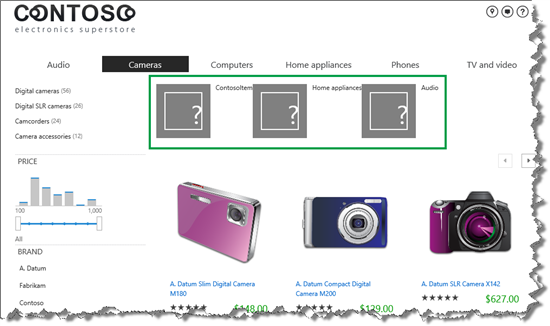 CONTOSO
electronics superstore
Audio Cameras Computers Home appliances Phones TV and video
Digital cameras (56)
Digital SLR cameras (26)
Camcorders (24)
Camera accessories (12)
? ContosoItem ? Home appliances ? Audio
PRICE
100 1,000
All
BRAND
A. Datum
Fabrikam
Contoso
A. Datum Slim Digital Camera
M180
★★★★★ $148.00
A. Datum Compact Digital
Camera M200
★★★★★ $129.00
A. Datum SLR Camera X142
★★★★★
$627.00